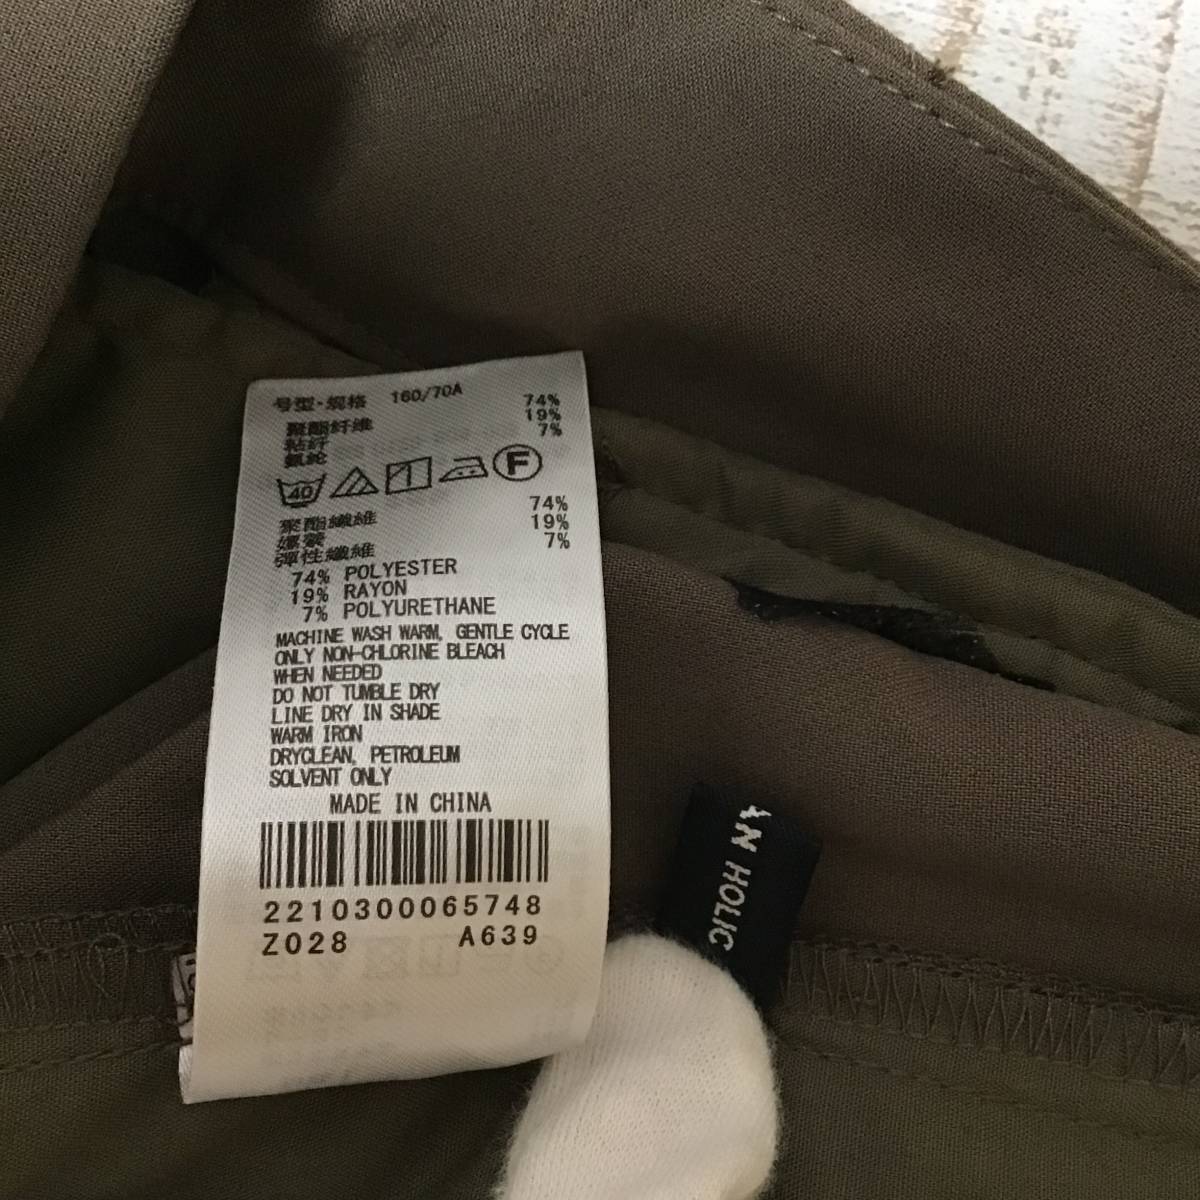 号型·规格 160/70A
聚酯纤维 74%
粘纤 19%
氨纶 7%
40 F
聚酯纖維 74%
嫘縈 19%
彈性纖維 7%
74% POLYESTER
19% RAYON
7% POLYURETHANE
MACHINE WASH WARM, GENTLE CYCLE
ONLY NON-CHLORINE BLEACH
WHEN NEEDED
DO NOT TUMBLE DRY
LINE DRY IN SHADE
WARM IRON
DRYCLEAN, PETROLEUM
SOLVENT ONLY
MADE IN CHINA
2210300065748
Z028 A639
AN HOLIC